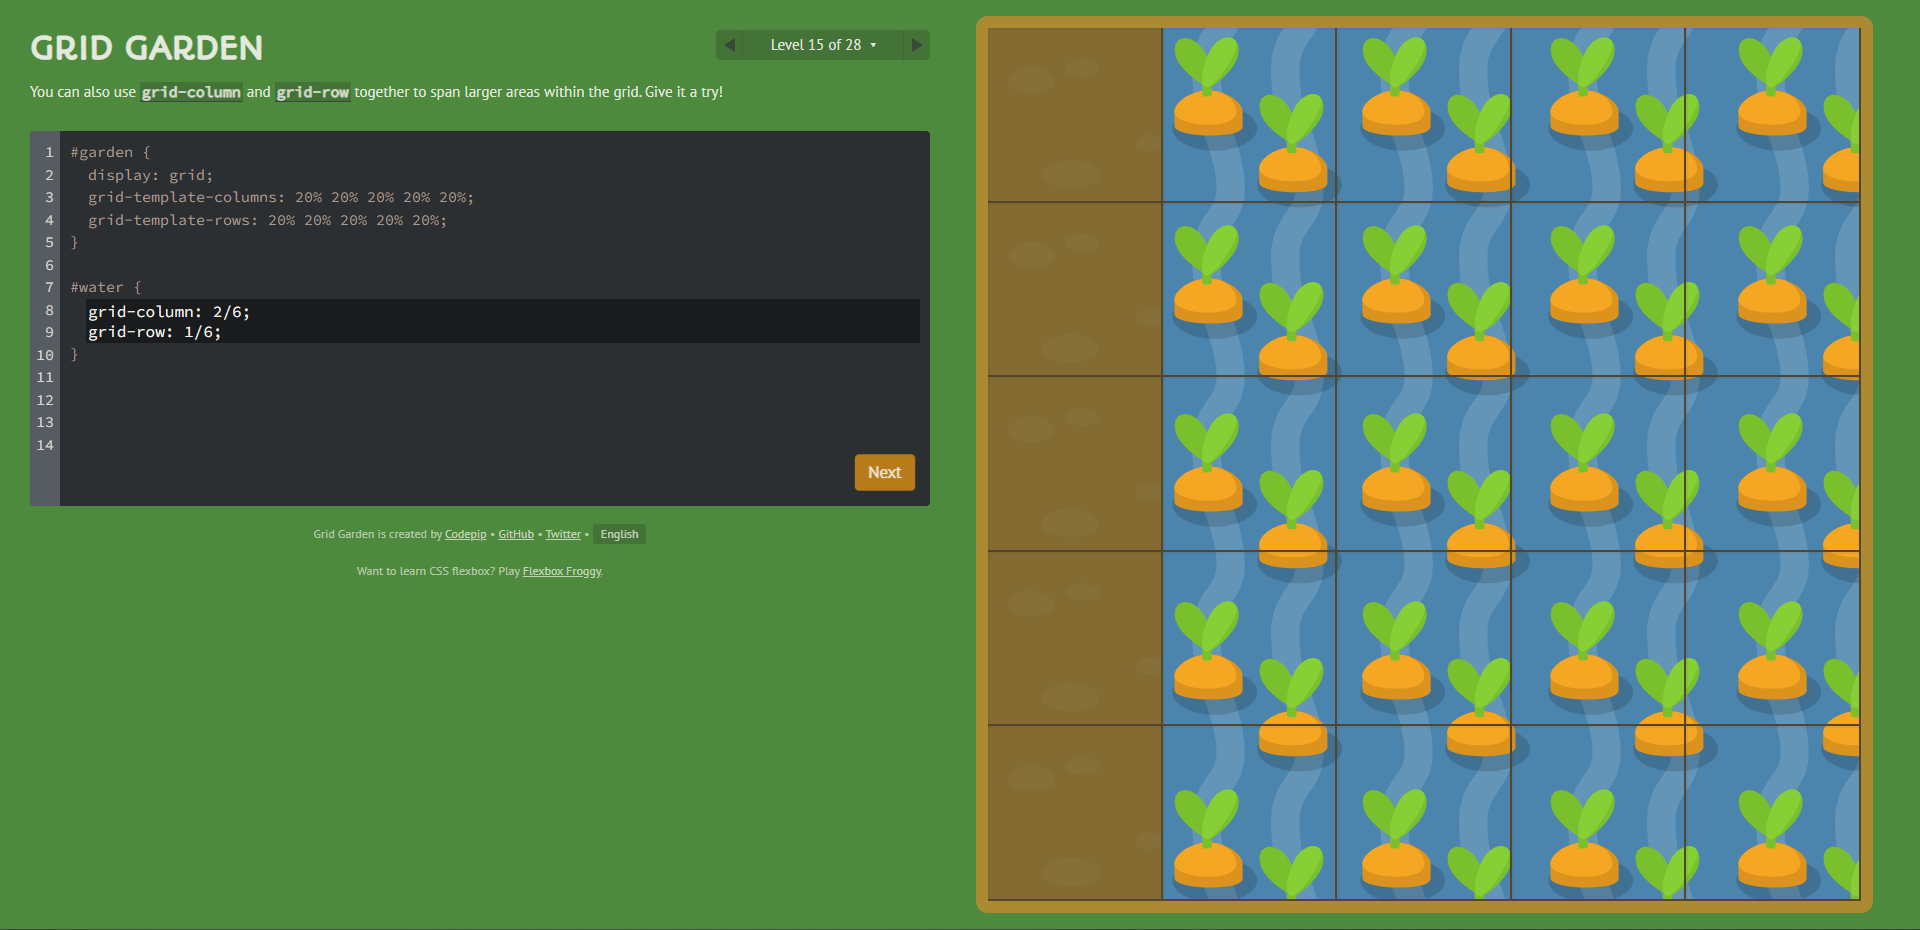 GRID GARDEN
Level 15 of 28
You can also use grid-column and grid-row together to span larger areas within the grid. Give it a try!
1 #garden {
2 display: grid;
3 grid-template-columns: 20% 20% 20% 20% 20%;
4 grid-template-rows: 20% 20% 20% 20% 20%;
5 }
6
7 #water {
8 grid-column: 2/6;
9 grid-row: 1/6;
10 }
11
12
13
14
Next
Grid Garden is created by Codepip • GitHub • Twitter • English
Want to learn CSS flexbox? Play Flexbox Froggy.